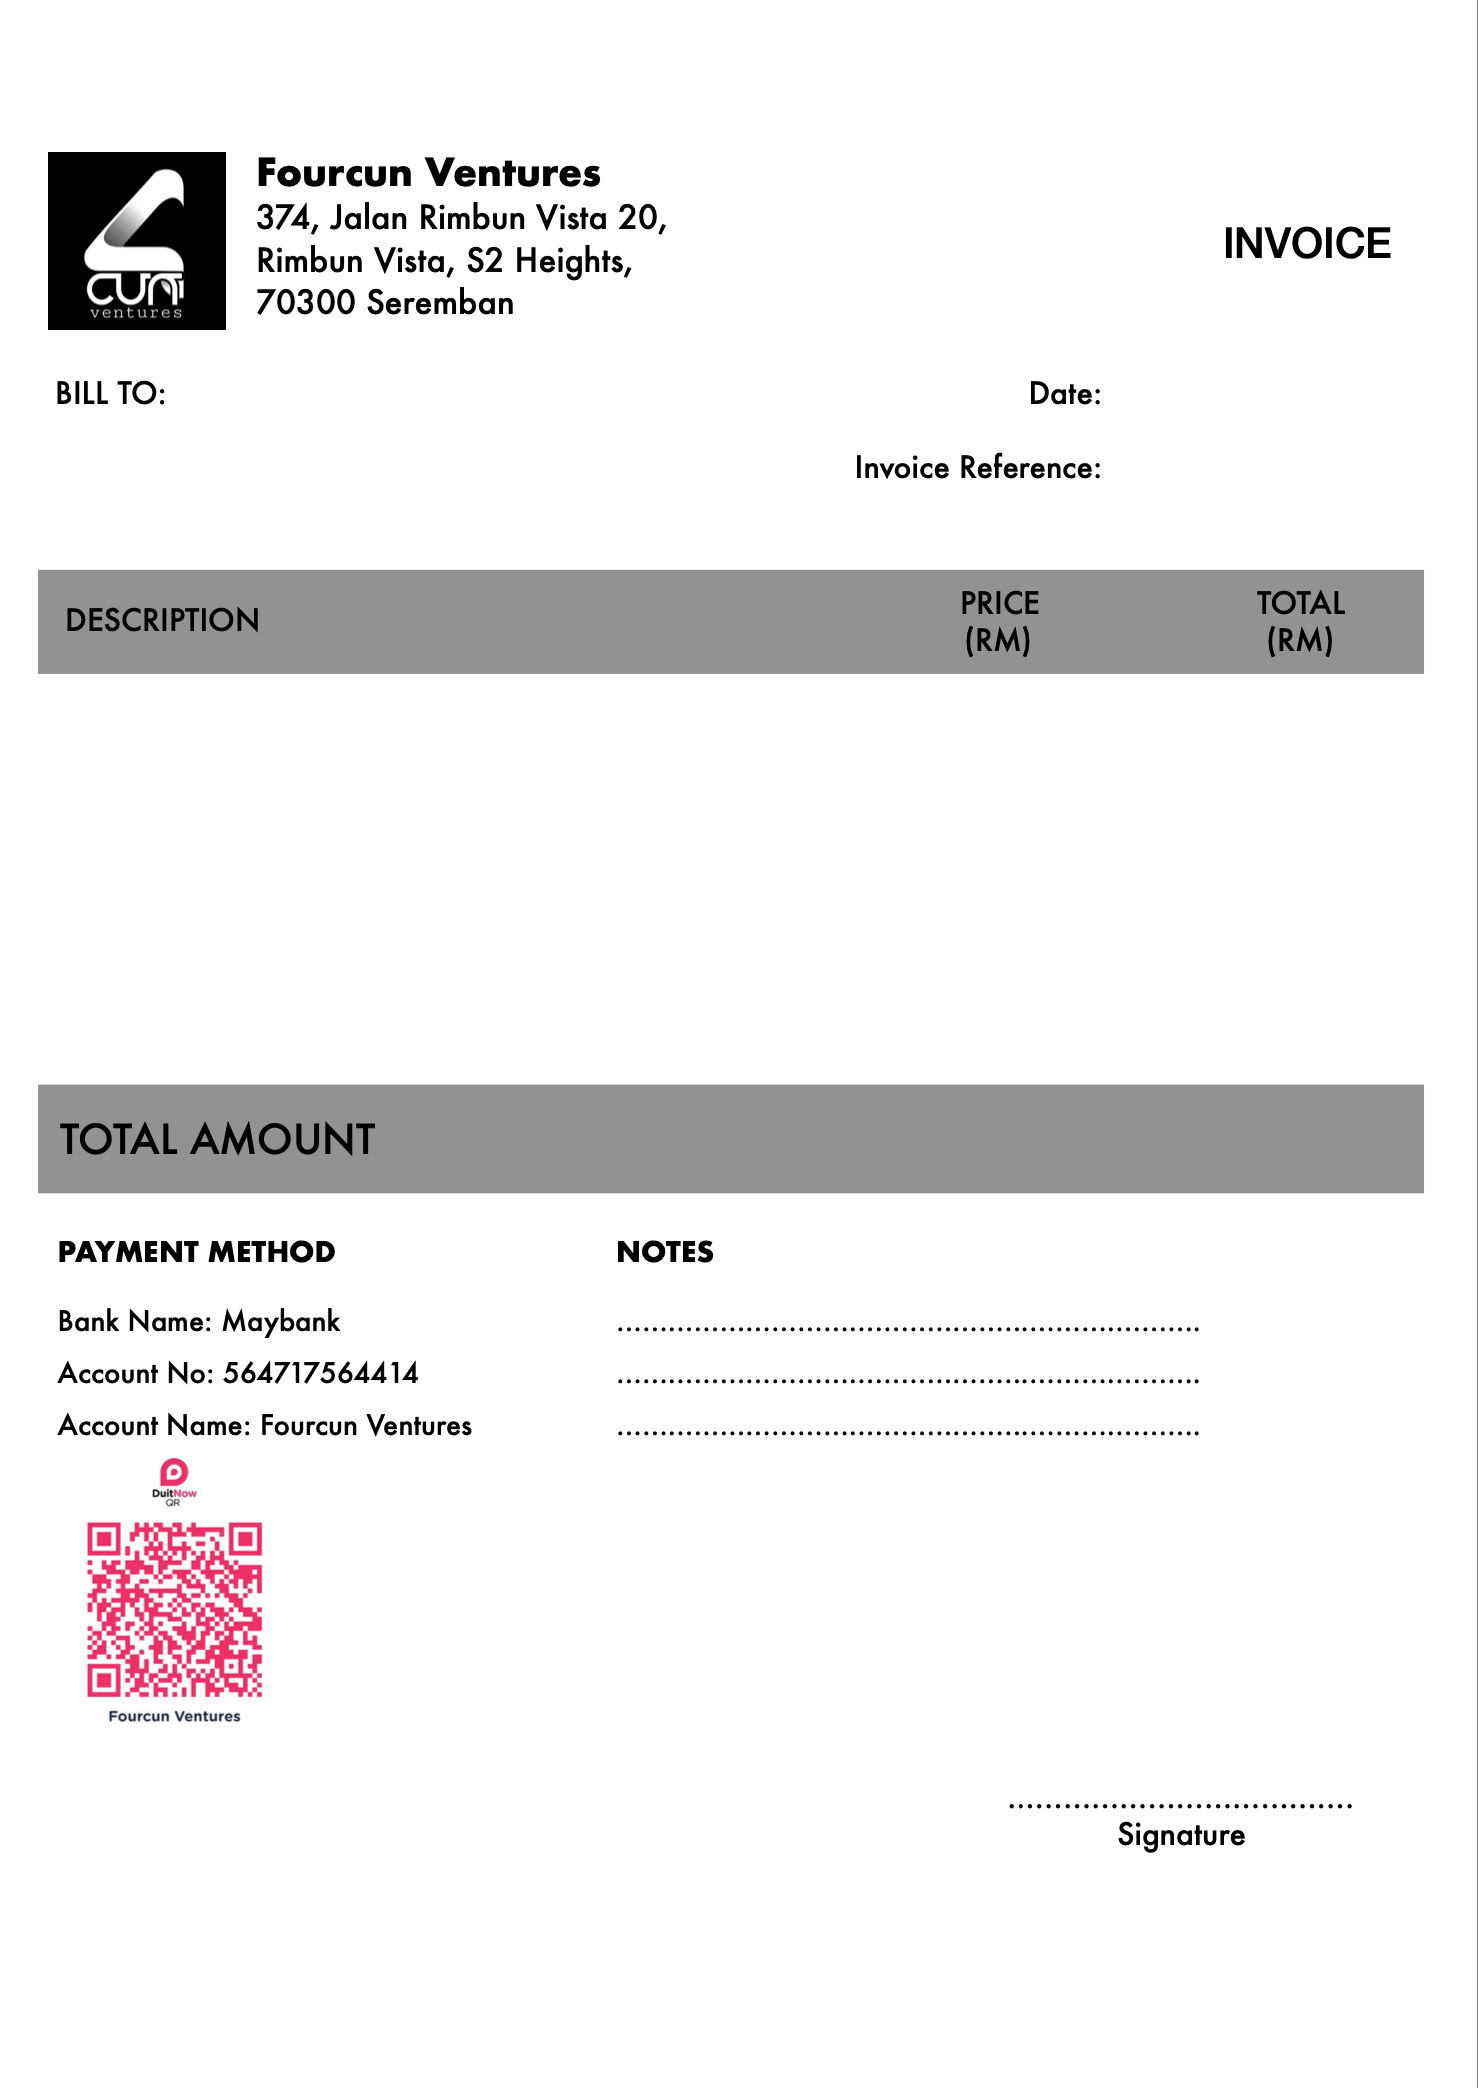 cun
ventures
Fourcun Ventures
374, Jalan Rimbun Vista 20,
Rimbun Vista, S2 Heights,
70300 Seremban
INVOICE
BILL TO:
Date:
Invoice Reference:
DESCRIPTION
PRICE
(RM)
TOTAL
(RM)
TOTAL AMOUNT
PAYMENT METHOD
NOTES
Bank Name: Maybank
Account No: 564717564414
Account Name: Fourcun Ventures
DuitNow
QR
Fourcun Ventures
Signature